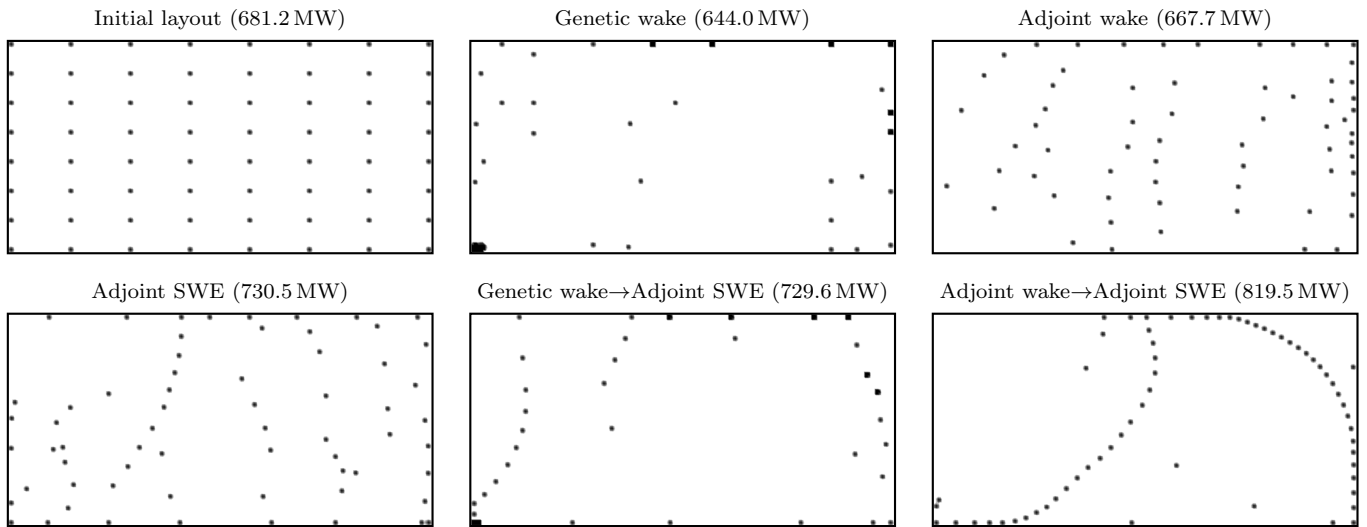 Initial layout (681.2 MW)
Genetic wake (644.0 MW)
Adjoint wake (667.7 MW)
Adjoint SWE (730.5 MW)
Genetic wake→Adjoint SWE (729.6 MW)
Adjoint wake→Adjoint SWE (819.5 MW)